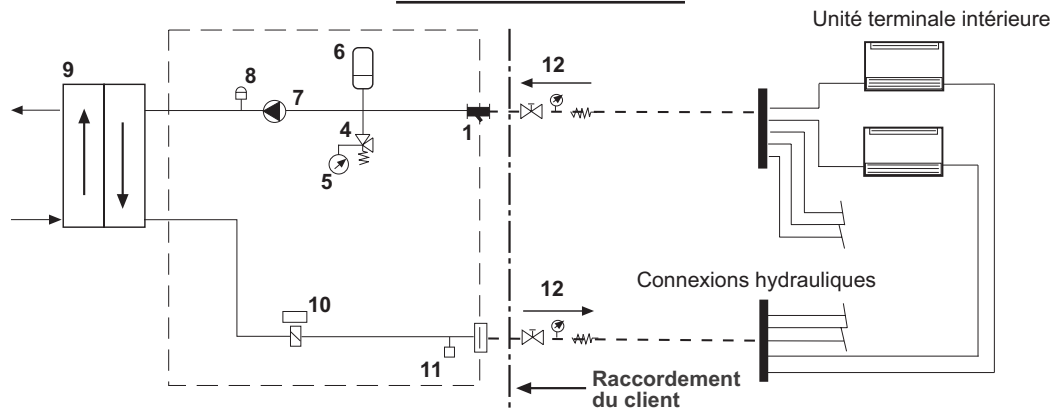 Unité terminale intérieure
6
12
9
8
7
4
1
5
Connexions hydrauliques
12
10
11
Raccordement
du client